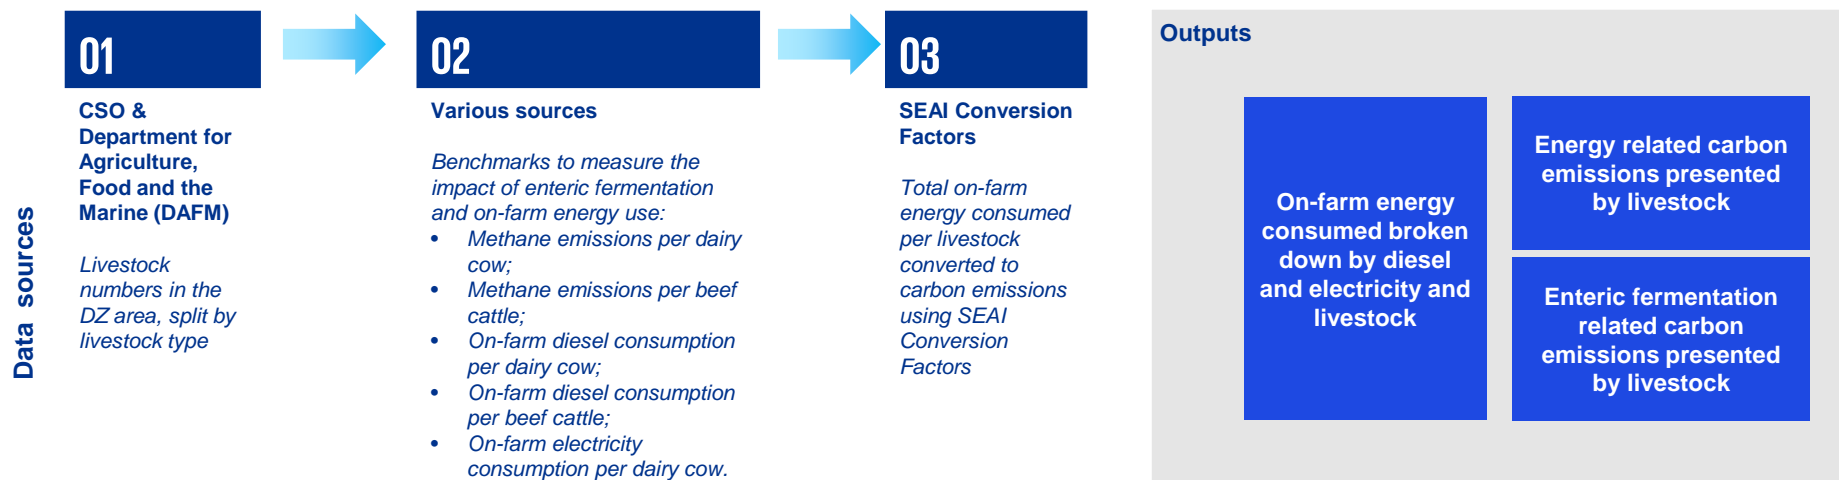 Data sources
01
CSO &
Department for
Agriculture,
Food and the
Marine (DAFM)
Livestock
numbers in the
DZ area, split by
livestock type
02
Various sources
Benchmarks to measure the
impact of enteric fermentation
and on-farm energy use:
• Methane emissions per dairy
cow;
• Methane emissions per beef
cattle;
• On-farm diesel consumption
per dairy cow;
• On-farm diesel consumption
per beef cattle;
• On-farm electricity
consumption per dairy cow.
03
SEAI Conversion
Factors
Total on-farm
energy consumed
per livestock
converted to
carbon emissions
using SEAI
Conversion
Factors
Outputs
On-farm energy
consumed broken
down by diesel
and electricity and
livestock
Energy related carbon
emissions presented
by livestock
Enteric fermentation
related carbon
emissions presented
by livestock